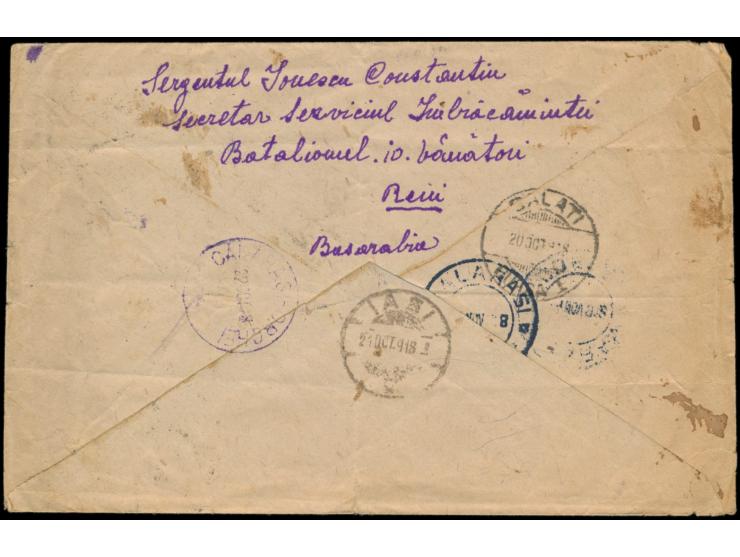 Sergentul Ionescu Constantin
Secretar Serviciul Îmbrăcămintei
Batalionul. 10. Vânători
Reni
Basarabia
GALATI
20 OCT 918
CALARASI
IASI
21 OCT. 918